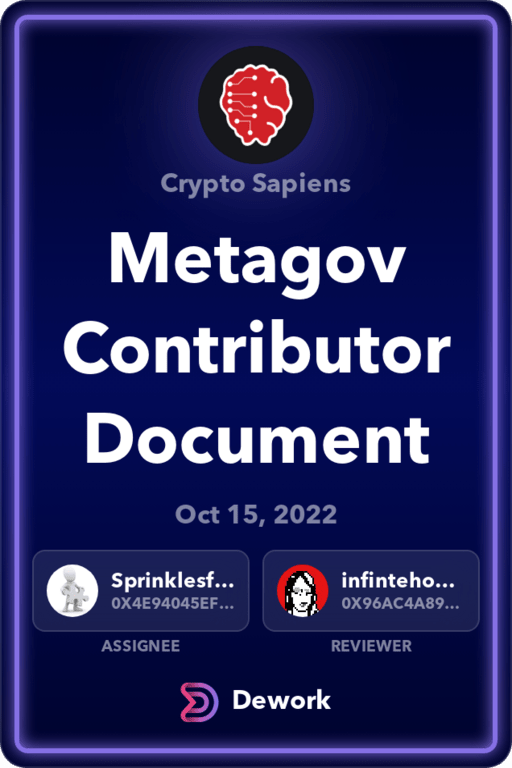 Crypto Sapiens
Metagov
Contributor
Document
Oct 15, 2022
Sprinklesf...
0X4E94045EF...
ASSIGNEE
infinteho...
0X96AC4A89...
REVIEWER
Dework